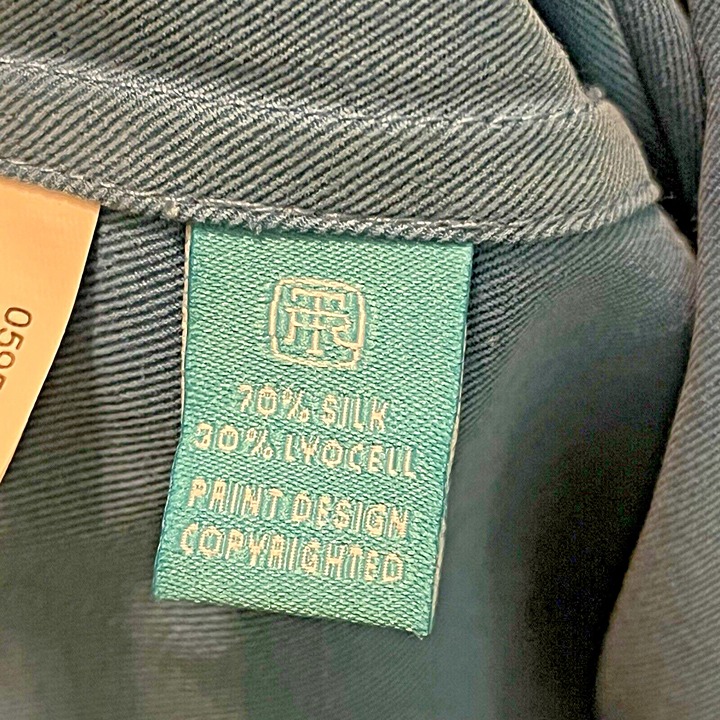 70% SILK
30% LYOCELL
PRINT DESIGN
COPYRIGHTED